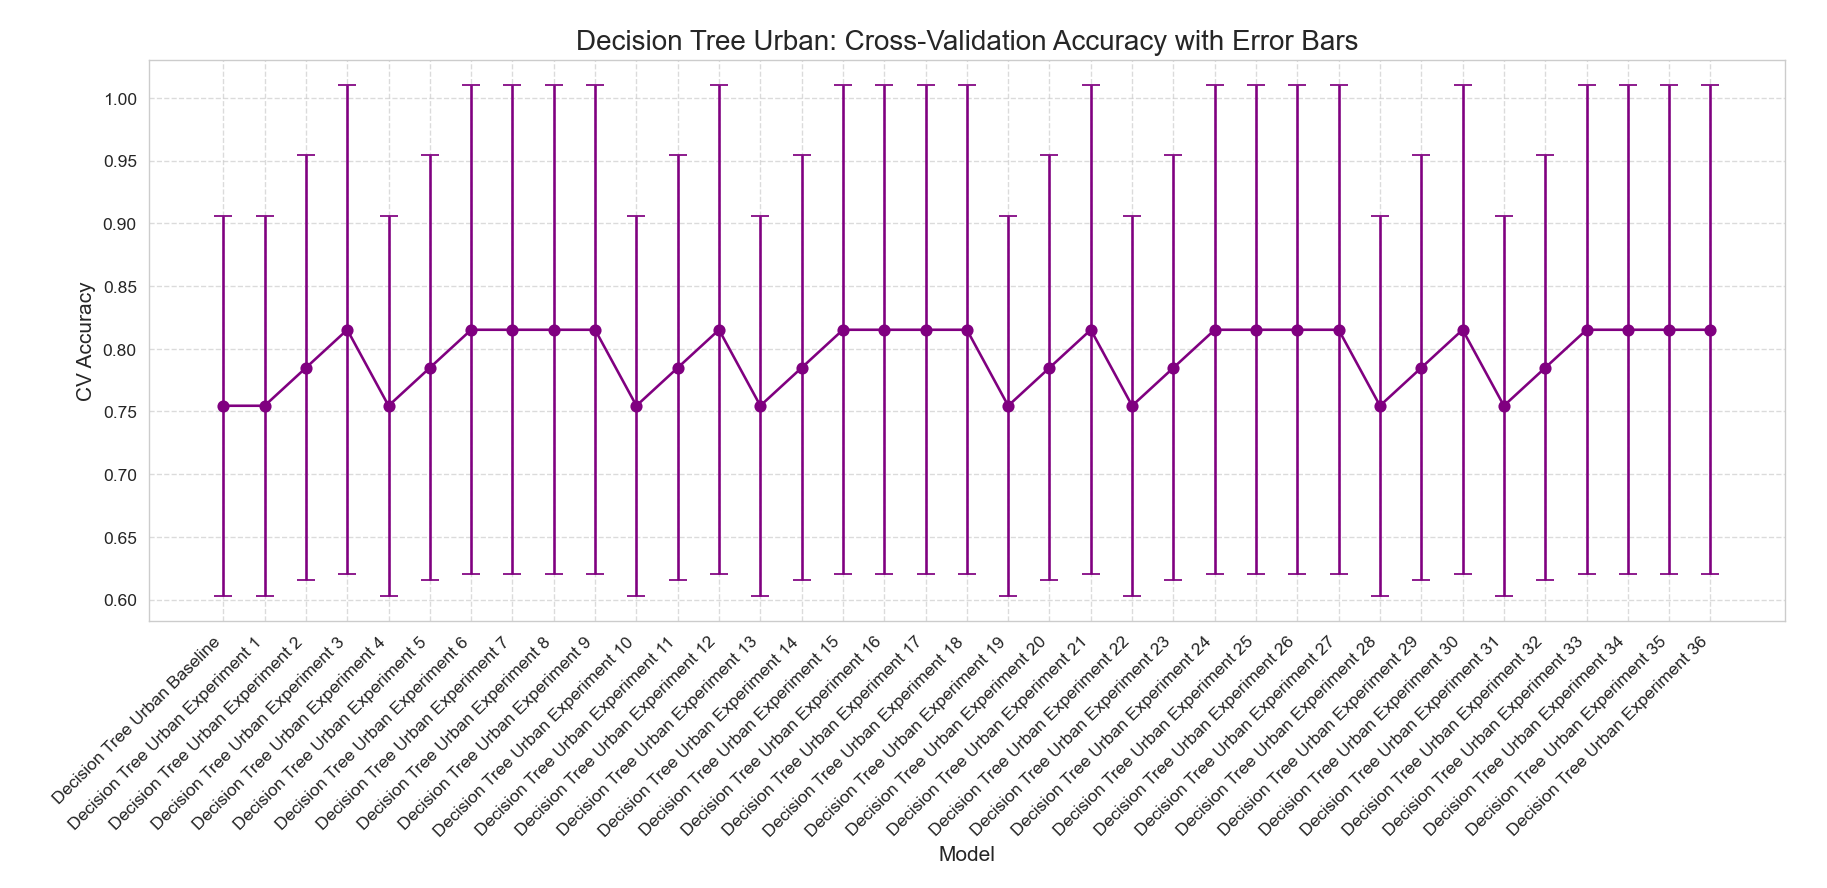 Decision Tree Urban: Cross-Validation Accuracy with Error Bars
CV Accuracy
1.00
0.95
0.90
0.85
0.80
0.75
0.70
0.65
0.60
Decision Tree Urban Baseline
Decision Tree Urban Experiment 1
Decision Tree Urban Experiment 2
Decision Tree Urban Experiment 3
Decision Tree Urban Experiment 4
Decision Tree Urban Experiment 5
Decision Tree Urban Experiment 6
Decision Tree Urban Experiment 7
Decision Tree Urban Experiment 8
Decision Tree Urban Experiment 9
Decision Tree Urban Experiment 10
Decision Tree Urban Experiment 11
Decision Tree Urban Experiment 12
Decision Tree Urban Experiment 13
Decision Tree Urban Experiment 14
Decision Tree Urban Experiment 15
Decision Tree Urban Experiment 16
Decision Tree Urban Experiment 17
Decision Tree Urban Experiment 18
Decision Tree Urban Experiment 19
Decision Tree Urban Experiment 20
Decision Tree Urban Experiment 21
Decision Tree Urban Experiment 22
Decision Tree Urban Experiment 23
Decision Tree Urban Experiment 24
Decision Tree Urban Experiment 25
Decision Tree Urban Experiment 26
Decision Tree Urban Experiment 27
Decision Tree Urban Experiment 28
Decision Tree Urban Experiment 29
Decision Tree Urban Experiment 30
Decision Tree Urban Experiment 31
Decision Tree Urban Experiment 32
Decision Tree Urban Experiment 33
Decision Tree Urban Experiment 34
Decision Tree Urban Experiment 35
Decision Tree Urban Experiment 36
Model